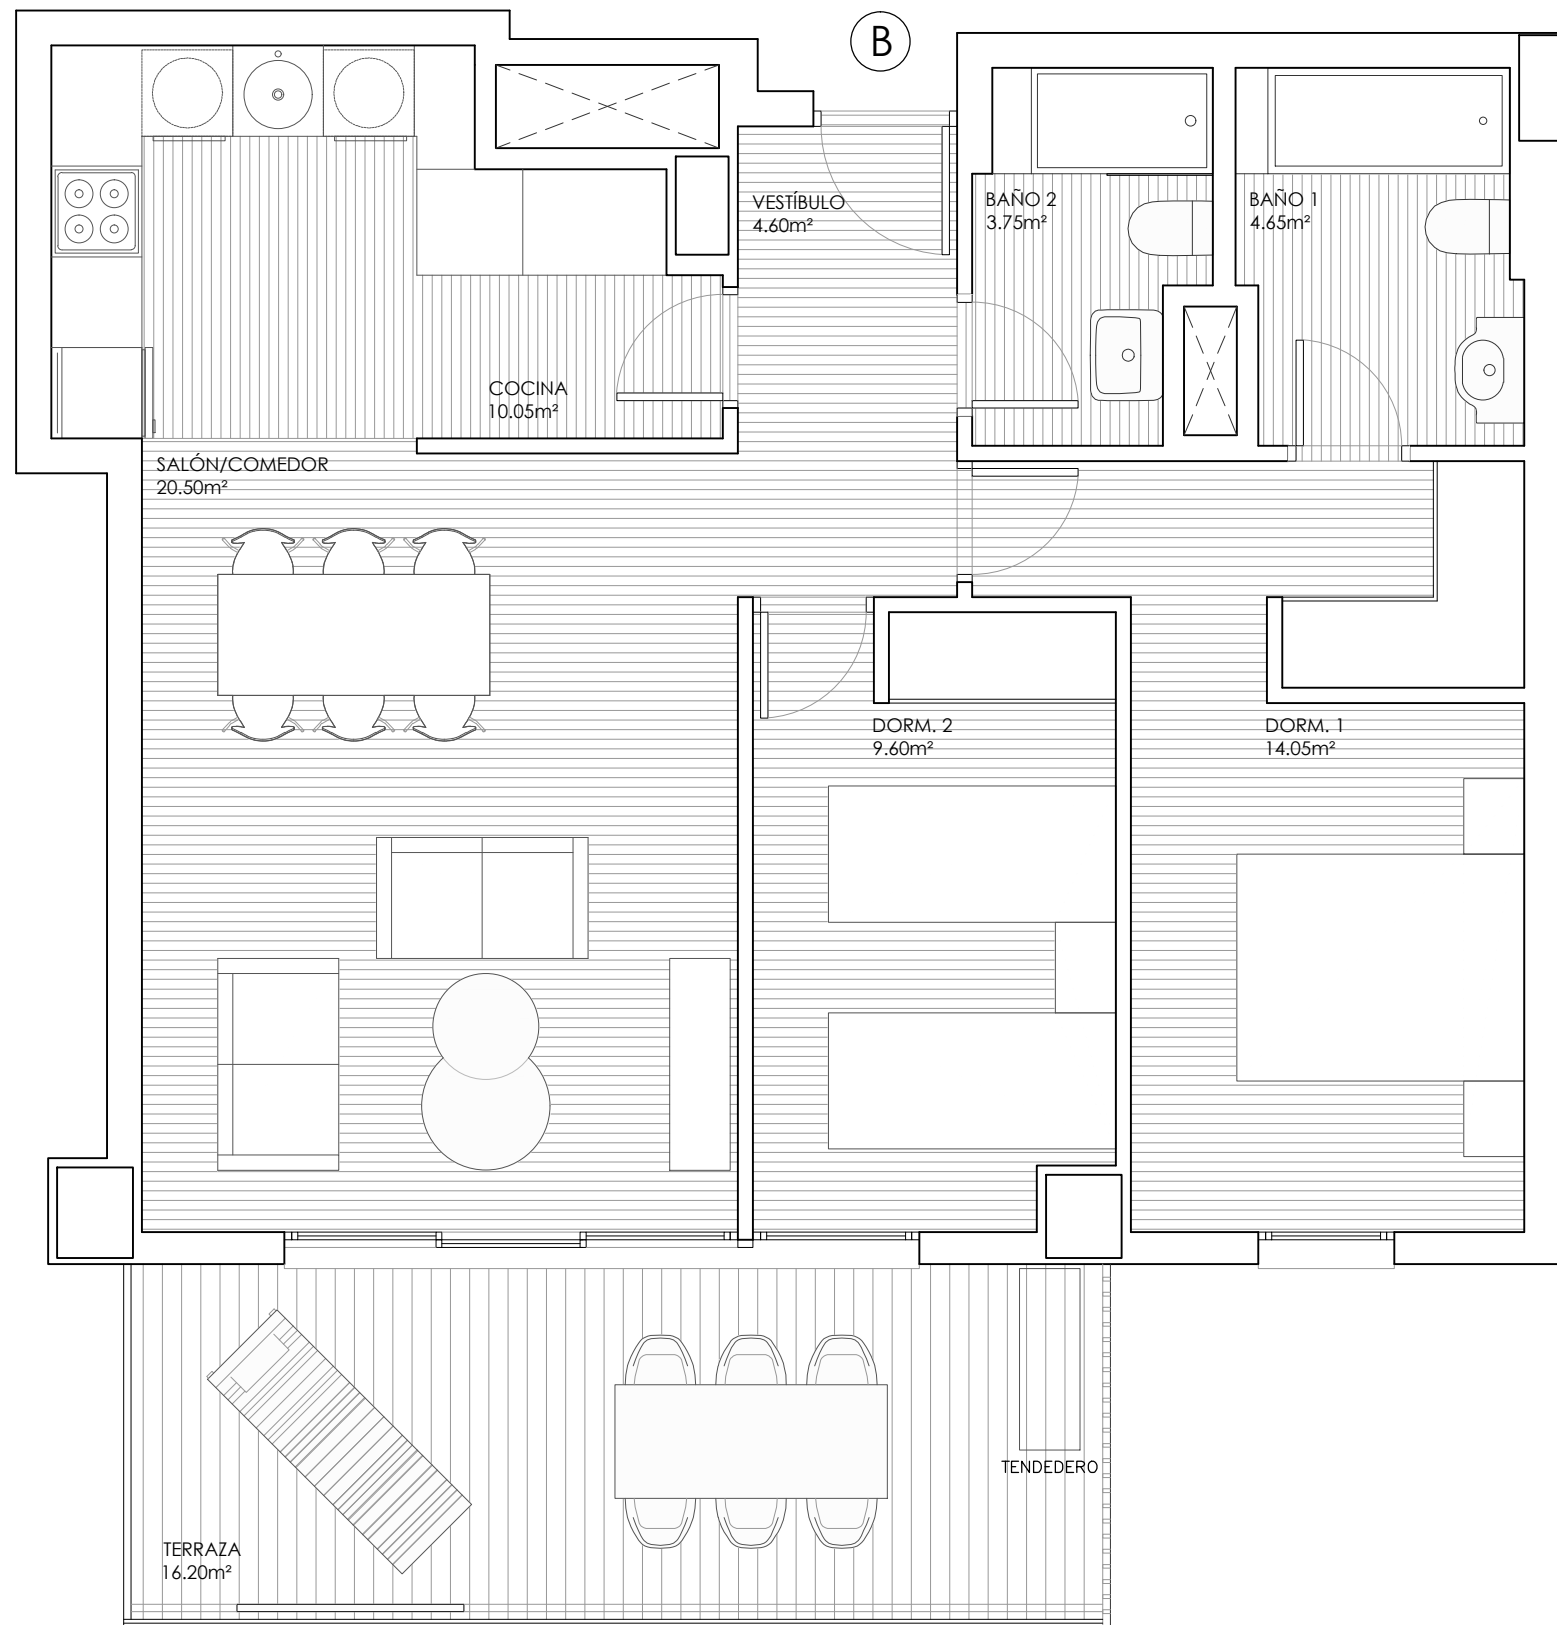 B
VESTÍBULO
4.60m²
BAÑO 2
3.75m²
BAÑO 1
4.65m²
COCINA
10.05m²
SALÓN/COMEDOR
20.50m²
DORM. 2
9.60m²
DORM. 1
14.05m²
TENDEDERO
TERRAZA
16.20m²